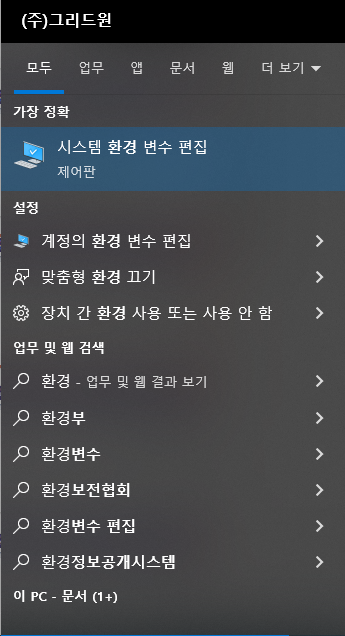 (주)그리드원
모두 업무 앱 문서 웹 더 보기
가장 정확
시스템 환경 변수 편집
제어판
설정
계정의 환경 변수 편집
맞춤형 환경 끄기
장치 간 환경 사용 또는 사용 안 함
업무 및 웹 검색
환경 - 업무 및 웹 결과 보기
환경부
환경변수
환경보전협회
환경변수 편집
환경정보공개시스템
이 PC - 문서 (1+)